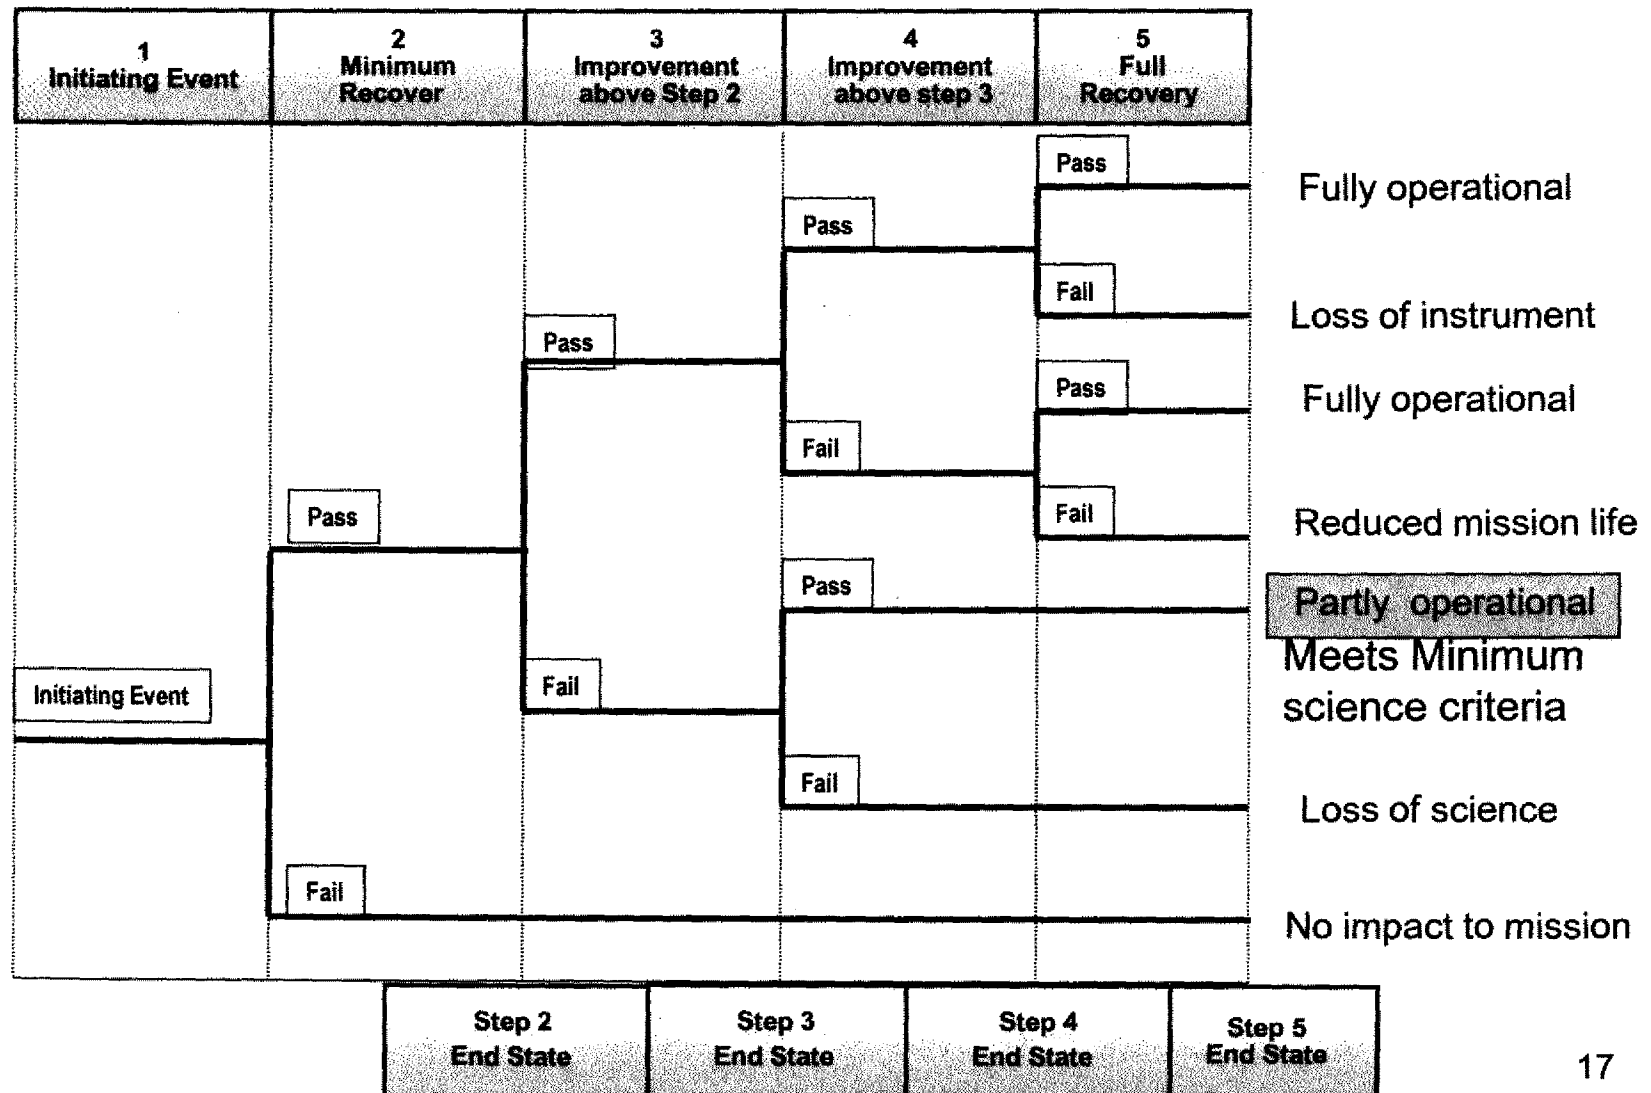 1
Initiating Event
2
Minimum
Recover
3
Improvement
above Step 2
4
Improvement
above step 3
5
Full
Recovery
Pass
Fully operational
Pass
Fail
Loss of instrument
Pass
Pass
Fully operational
Fail
Pass
Fail
Reduced mission life
Pass
Partly operational
Meets Minimum
science criteria
Initiating Event
Fail
Fail
Loss of science
Fail
No impact to mission
Step 2
End State
Step 3
End State
Step 4
End State
Step 5
End State
17